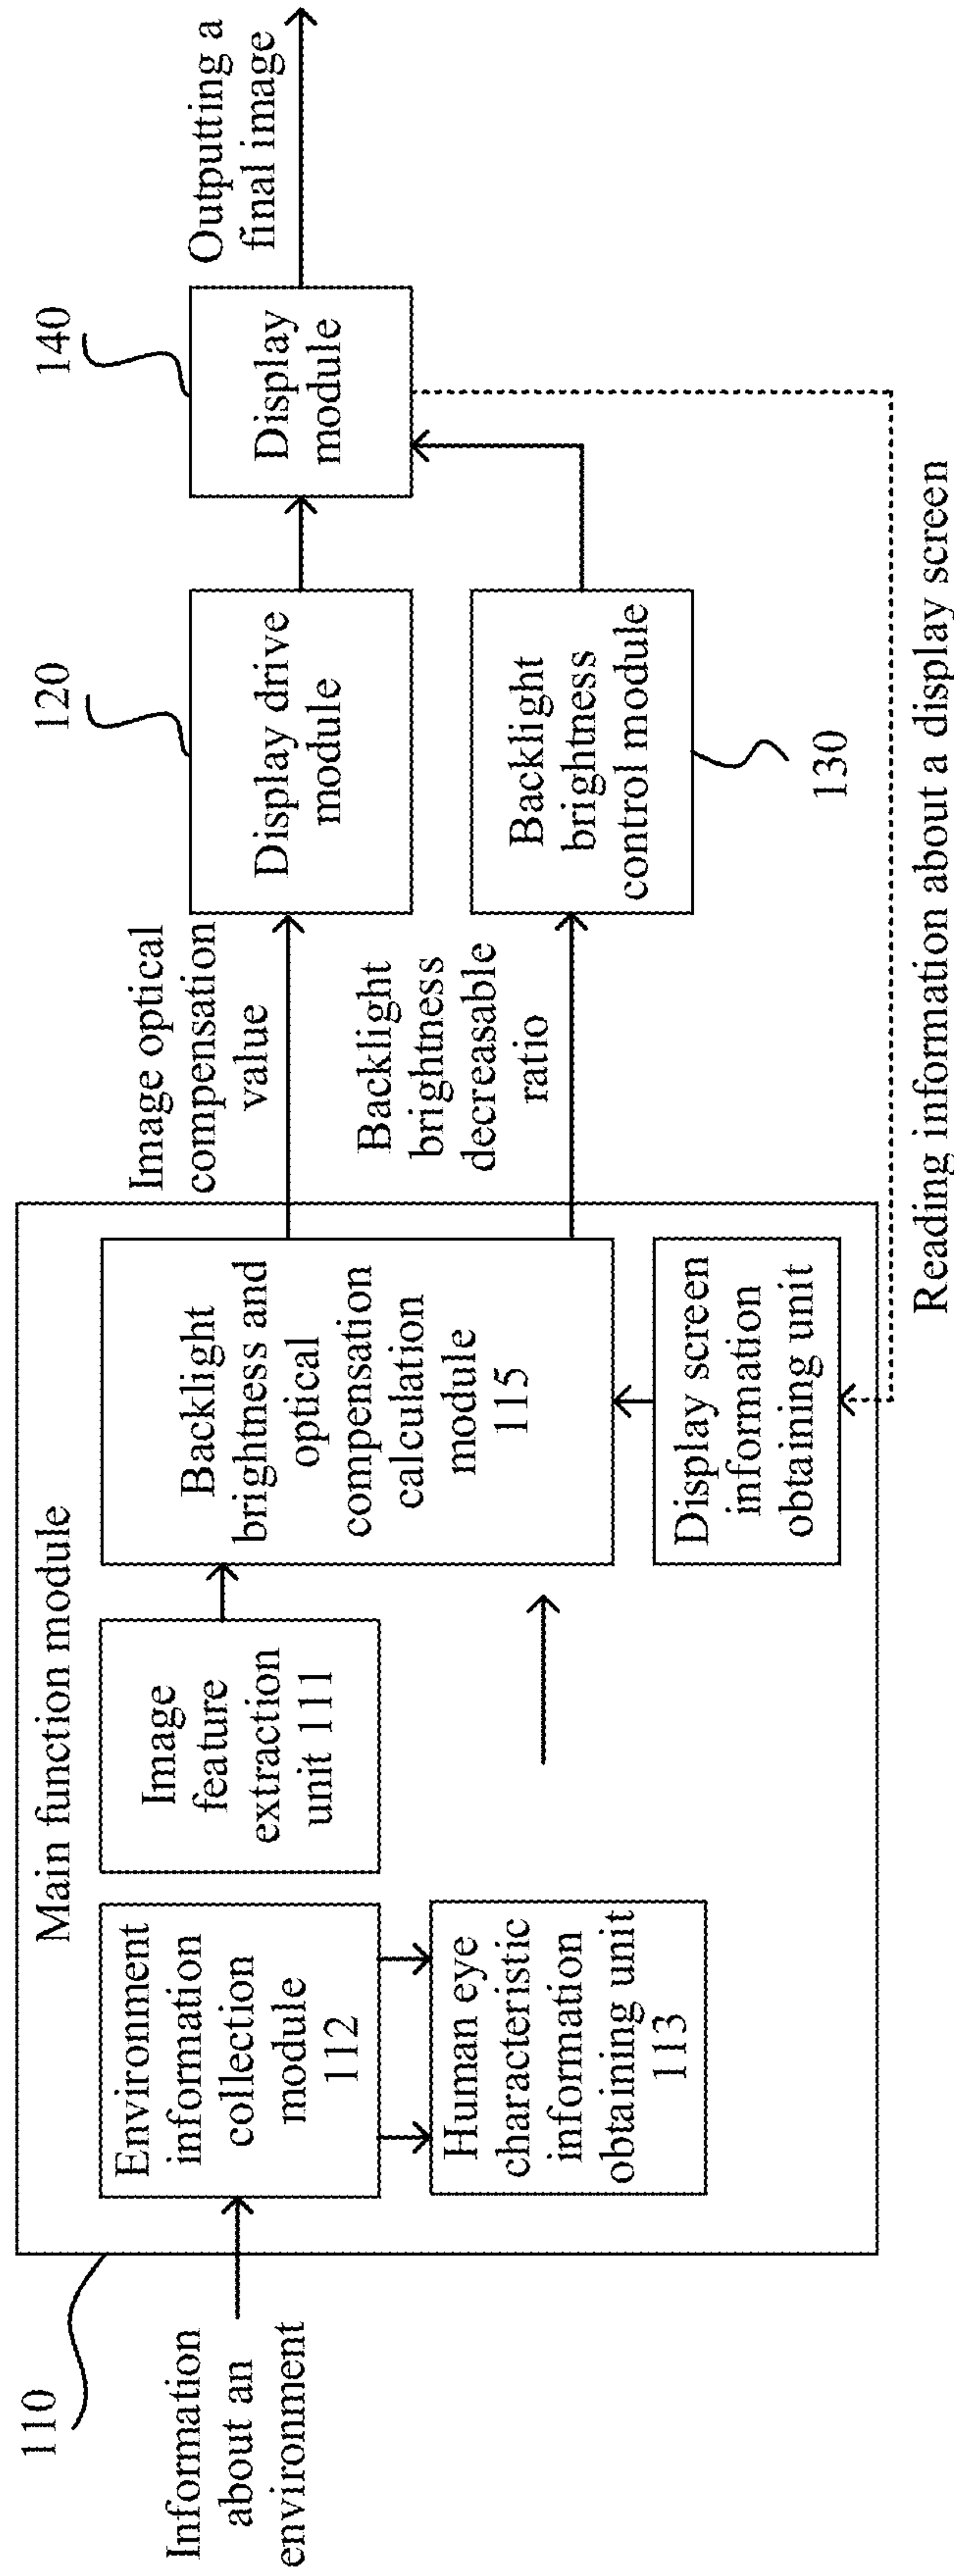 110
Information
about an
environment
Main function module
Environment
information
collection
module
112
Human eye
characteristic
information
obtaining unit
113
Image
feature
extraction
unit 111
Backlight
brightness and
optical
compensation
calculation
module
115
Display screen
information
obtaining unit
Image optical
compensation
value
Backlight
brightness
decreasable
ratio
120
Display drive
module
Backlight
brightness
control module
130
140
Display
module
Outputting a
final image
Reading information about a display screen